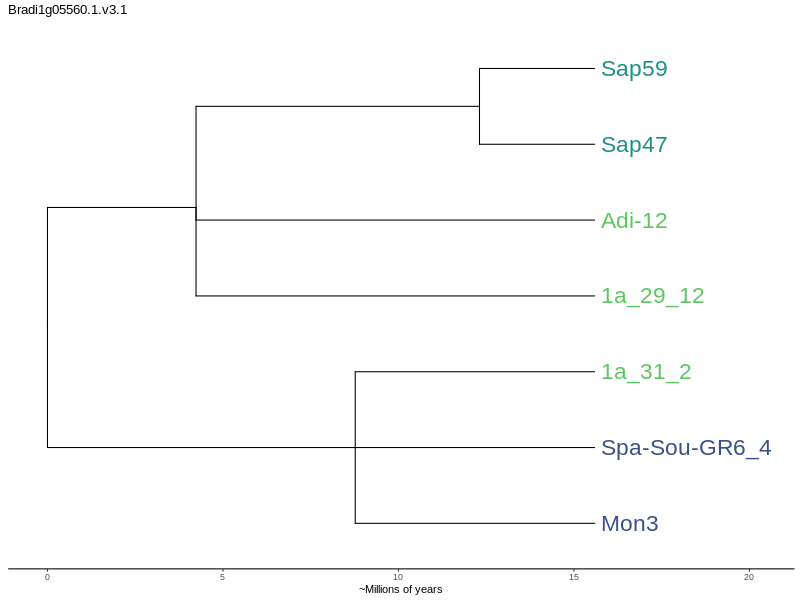 Bradi1g05560.1.v3.1
Sap59
Sap47
Adi-12
1a_29_12
1a_31_2
Spa-Sou-GR6_4
Mon3
0 5 10 15 20
~Millions of years